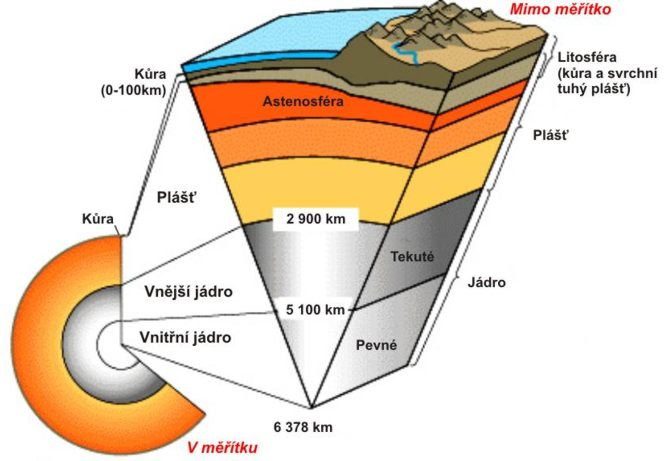 Mimo měřítko
Kůra
(0-100km)
Litosféra
(kůra a svrchní
tuhý plášť)
Astenosféra
Plášť
Plášť
Kůra
2 900 km
Tekuté
Jádro
Vnější jádro
5 100 km
Vnitřní jádro
Pevné
6 378 km
V měřítku